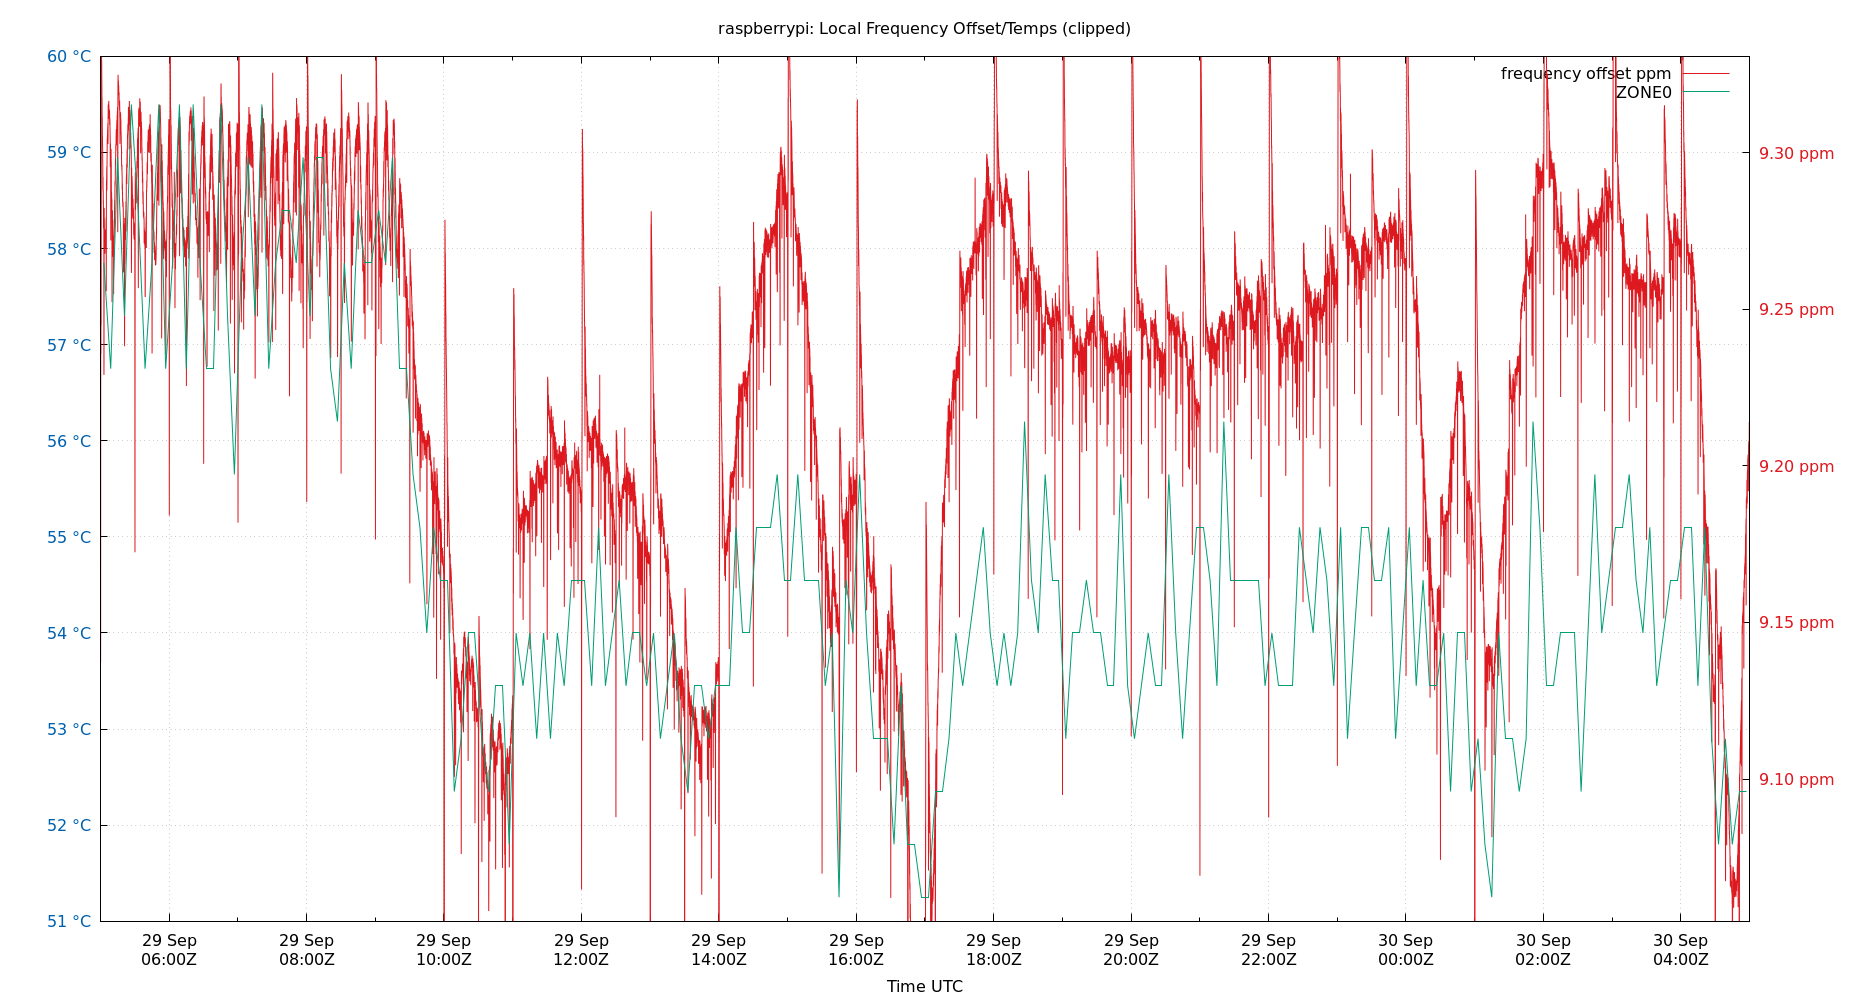 raspberrypi: Local Frequency Offset/Temps (clipped)
60 °C
59 °C
58 °C
57 °C
56 °C
55 °C
54 °C
53 °C
52 °C
51 °C
frequency offset ppm
ZONE0
9.30 ppm
9.25 ppm
9.20 ppm
9.15 ppm
9.10 ppm
29 Sep 29 Sep 29 Sep 29 Sep 29 Sep 29 Sep 29 Sep 29 Sep 29 Sep 30 Sep 30 Sep 30 Sep
06:00Z 08:00Z 10:00Z 12:00Z 14:00Z 16:00Z 18:00Z 20:00Z 22:00Z 00:00Z 02:00Z 04:00Z
Time UTC